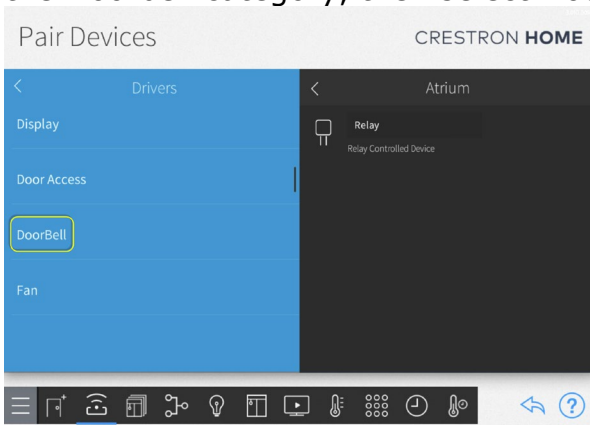 Pair Devices
CRESTRON HOME
Drivers
Display
Door Access
DoorBell
Fan
Atrium
Relay
Relay Controlled Device
?